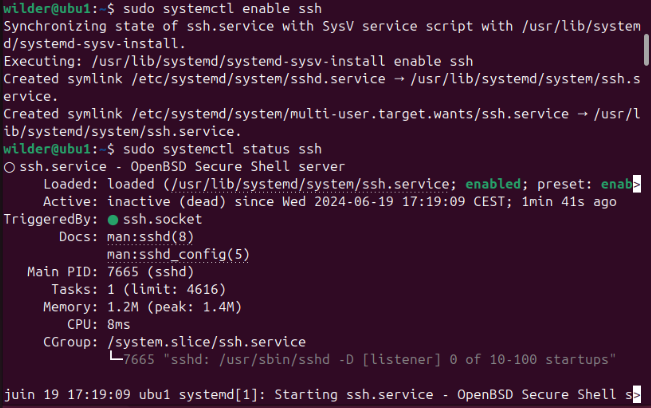 wilder@ubu1:~$ sudo systemctl enable ssh
Synchronizing state of ssh.service with SysV service script with /usr/lib/system
d/systemd-sysv-install.
Executing: /usr/lib/systemd/systemd-sysv-install enable ssh
Created symlink /etc/systemd/system/sshd.service → /usr/lib/systemd/system/ssh.s
ervice.
Created symlink /etc/systemd/system/multi-user.target.wants/ssh.service → /usr/l
ib/systemd/system/ssh.service.
wilder@ubu1:~$ sudo systemctl status ssh
○ ssh.service - OpenBSD Secure Shell server
Loaded: loaded (/usr/lib/systemd/system/ssh.service; enabled; preset: enab>
Active: inactive (dead) since Wed 2024-06-19 17:19:09 CEST; 1min 41s ago
TriggeredBy: ● ssh.socket
Docs: man:sshd(8)
man:sshd_config(5)
Main PID: 7665 (sshd)
Tasks: 1 (limit: 4616)
Memory: 1.2M (peak: 1.4M)
CPU: 8ms
CGroup: /system.slice/ssh.service
└─7665 "sshd: /usr/sbin/sshd -D [listener] 0 of 10-100 startups"
juin 19 17:19:09 ubu1 systemd[1]: Starting ssh.service - OpenBSD Secure Shell s>